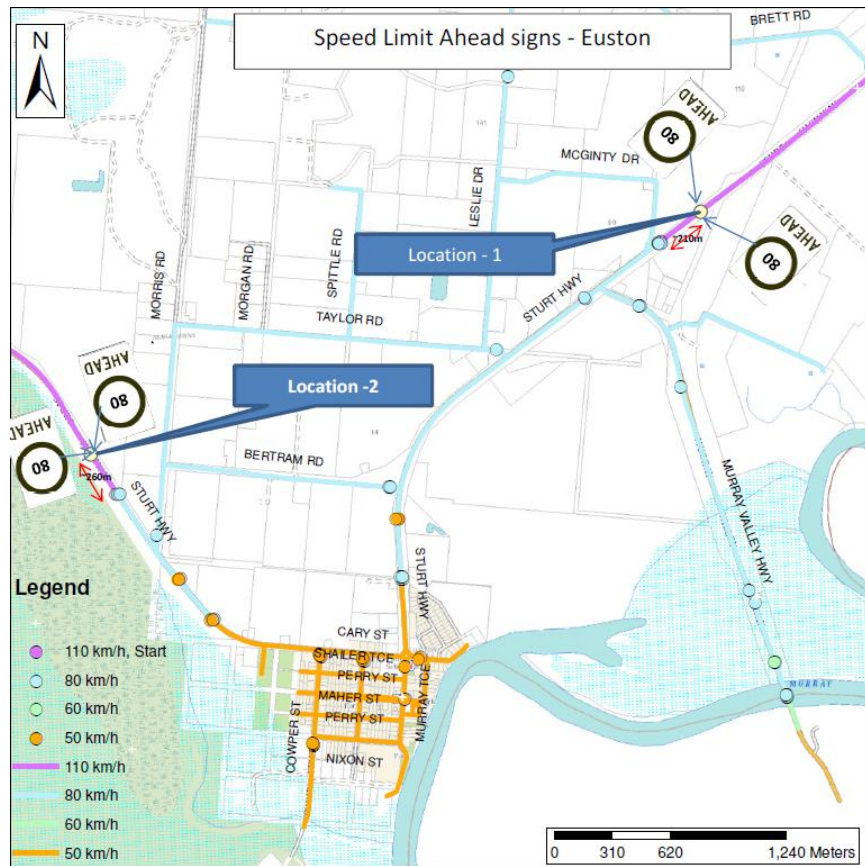 Speed Limit Ahead signs - Euston
N
BRETT RD
110
141
80
AHEAD
MCGINTY DR
LESLIE DR
SPITTLE RD
MORGAN RD
MORRIS RD
Location - 1
210m
80
AHEAD
STURT HWY
TAYLOR RD
AHEAD
80
Location -2
AHEAD
80
14
BERTRAM RD
260m
STURT HWY
MURRAY VALLEY HWY
STURT HWY
Legend
110 km/h, Start
80 km/h
60 km/h
50 km/h
110 km/h
80 km/h
60 km/h
50 km/h
CARY ST
SHAILER TCE
PERRY ST
MAHER ST
PERRY ST
MURRAY TCE
COWPER ST
NIXON ST
MURRAY
0 310 620 1,240 Meters